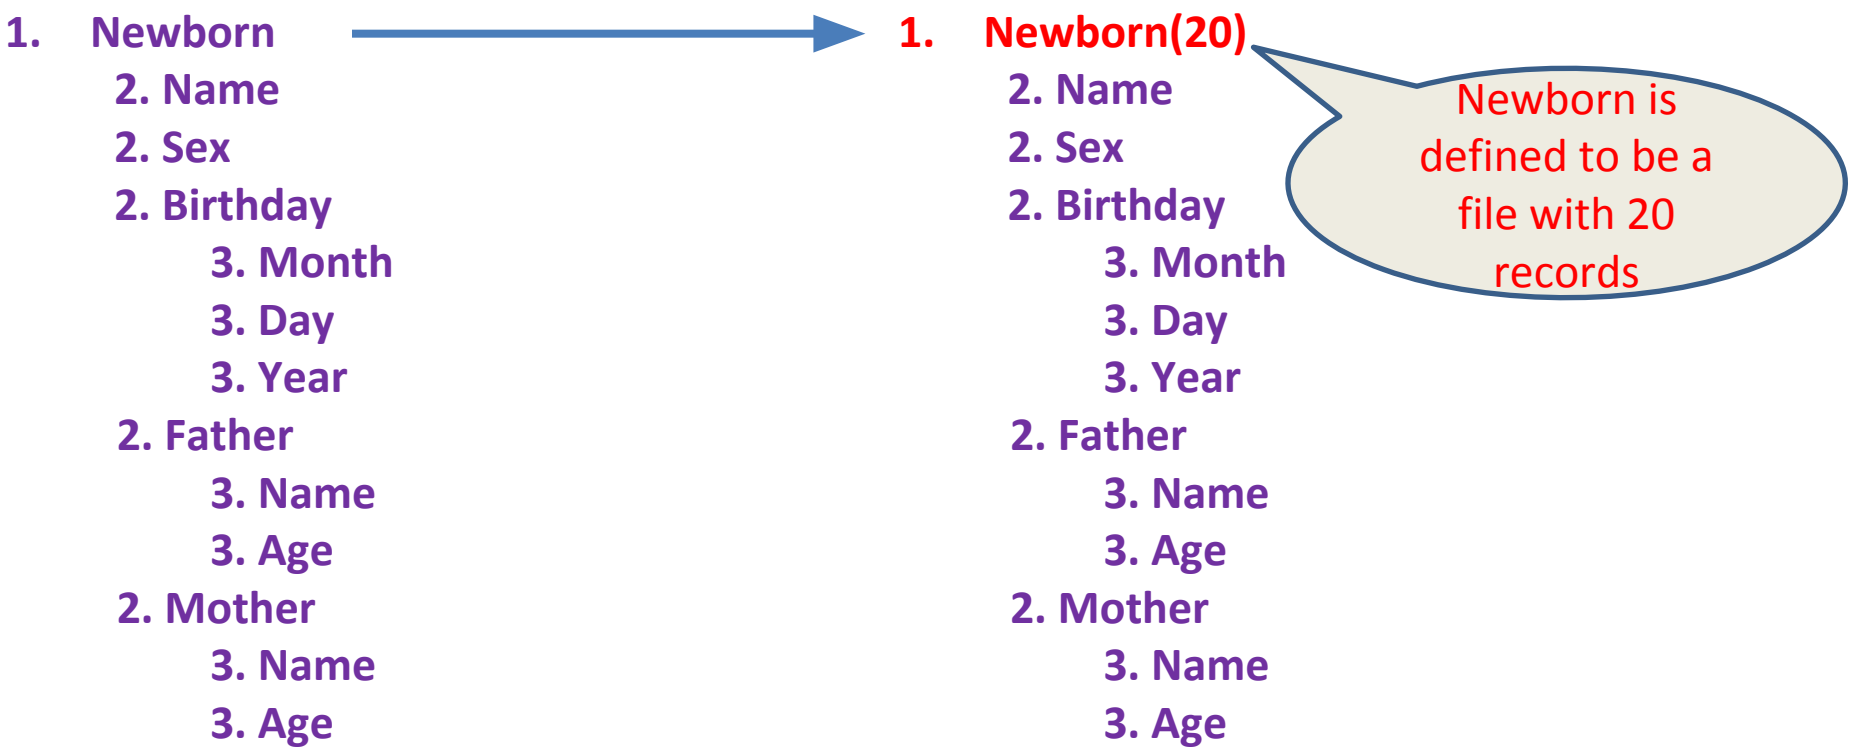 1. Newborn
2. Name
2. Sex
2. Birthday
3. Month
3. Day
3. Year
2. Father
3. Name
3. Age
2. Mother
3. Name
3. Age
1. Newborn(20)
2. Name
2. Sex
2. Birthday
3. Month
3. Day
3. Year
2. Father
3. Name
3. Age
2. Mother
3. Name
3. Age
Newborn is
defined to be a
file with 20
records